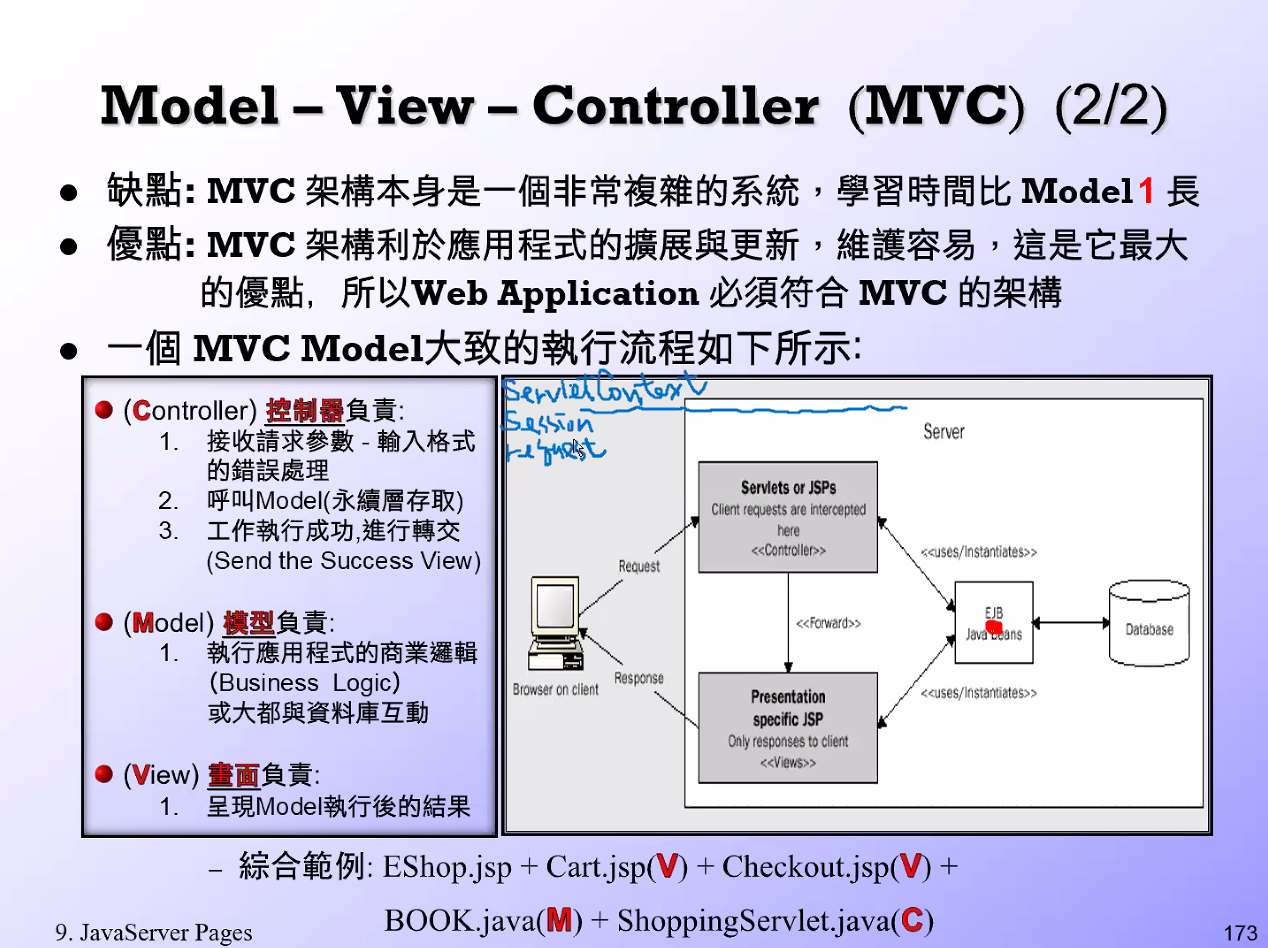 Model – View – Controller (MVC) (2/2)
● 缺點: MVC 架構本身是一個非常複雜的系統，學習時間比 Model1 長
● 優點: MVC 架構利於應用程式的擴展與更新，維護容易，這是它最大
的優點, 所以Web Application 必須符合 MVC 的架構
● 一個 MVC Model大致的執行流程如下所示:
(Controller) 控制器負責:
1. 接收請求參數 - 輸入格式
的錯誤處理
2. 呼叫Model(永續層存取)
3. 工作執行成功,進行轉交
(Send the Success View)
(Model) 模型負責:
1. 執行應用程式的商業邏輯
(Business Logic)
或大都與資料庫互動
(View) 畫面負責:
1. 呈現Model執行後的結果
ServletContext
Session
request
Server
Servlets or JSPs
Client requests are intercepted
here
<<Controller>>
Request
<<uses/Instantiates>>
<<Forward>>
EJB
Java Beans
Database
Browser on client
Response
Presentation
specific JSP
Only responses to client
<<Views>>
<<uses/Instantiates>>
– 綜合範例: EShop.jsp + Cart.jsp(V) + Checkout.jsp(V) +
BOOK.java(M) + ShoppingServlet.java(C)
9. JavaServer Pages
173